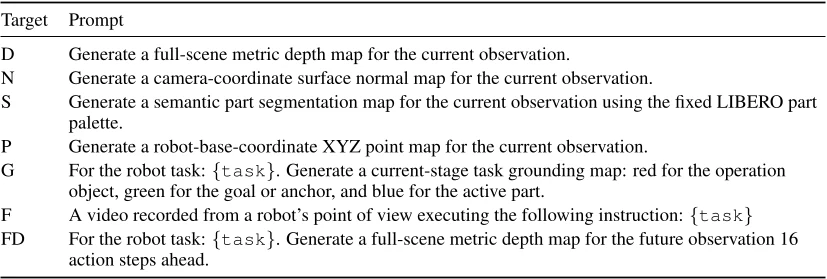 Target Prompt
D Generate a full-scene metric depth map for the current observation.
N Generate a camera-coordinate surface normal map for the current observation.
S Generate a semantic part segmentation map for the current observation using the fixed LIBERO part
palette.
P Generate a robot-base-coordinate XYZ point map for the current observation.
G For the robot task: {task}. Generate a current-stage task grounding map: red for the operation
object, green for the goal or anchor, and blue for the active part.
F A video recorded from a robot's point of view executing the following instruction: {task}
FD For the robot task: {task}. Generate a full-scene metric depth map for the future observation 16
action steps ahead.